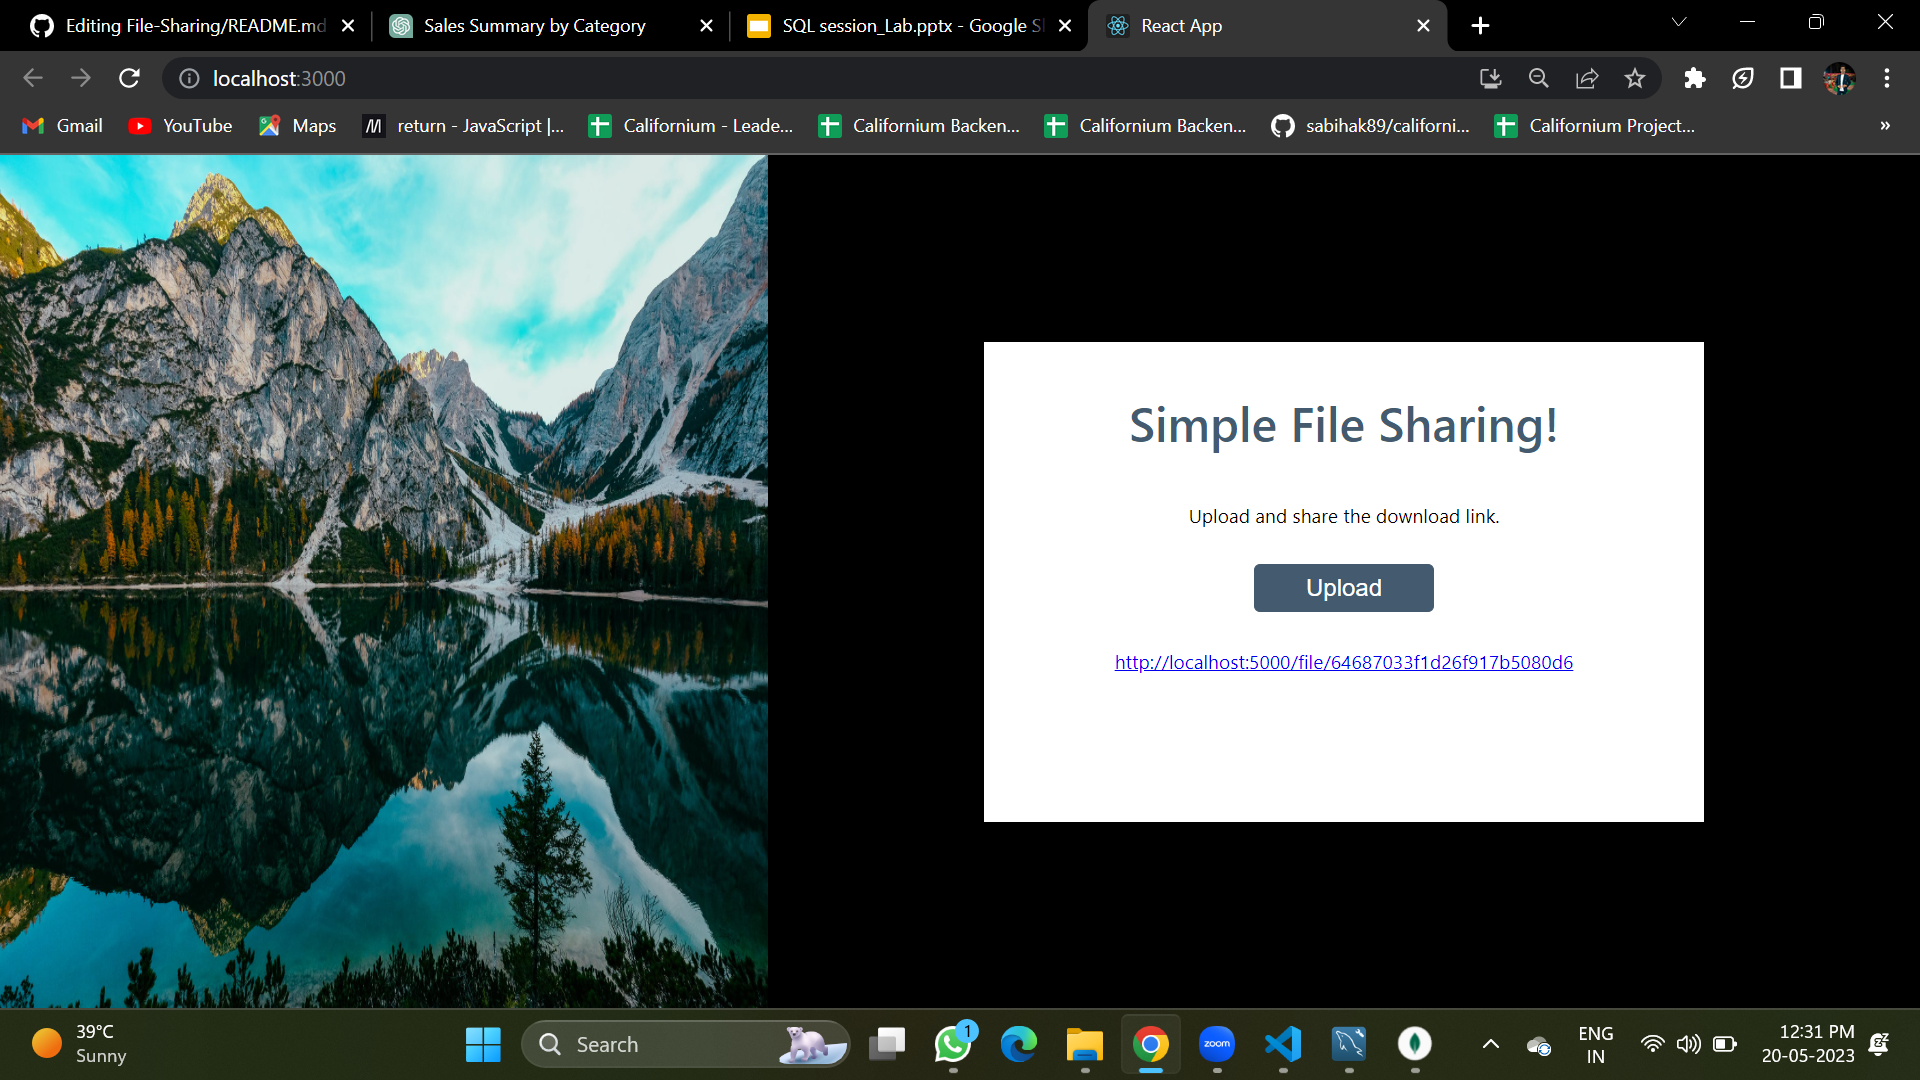 Editing File-Sharing/README.md
Sales Summary by Category
SQL session_Lab.pptx - Google Sl
React App
localhost:3000
Gmail
YouTube
Maps
return - JavaScript |...
Californium - Leade...
Californium Backen...
Californium Backen...
sabihak89/californi...
Californium Project...
»
Simple File Sharing!
Upload and share the download link.
Upload
http://localhost:5000/file/64687033f1d26f917b5080d6
39°C
Sunny
Search
1
zoom
ENG
IN
12:31 PM
20-05-2023